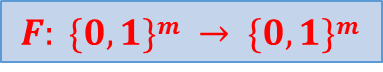 F: {0, 1}ᵐ → {0, 1}ᵐ